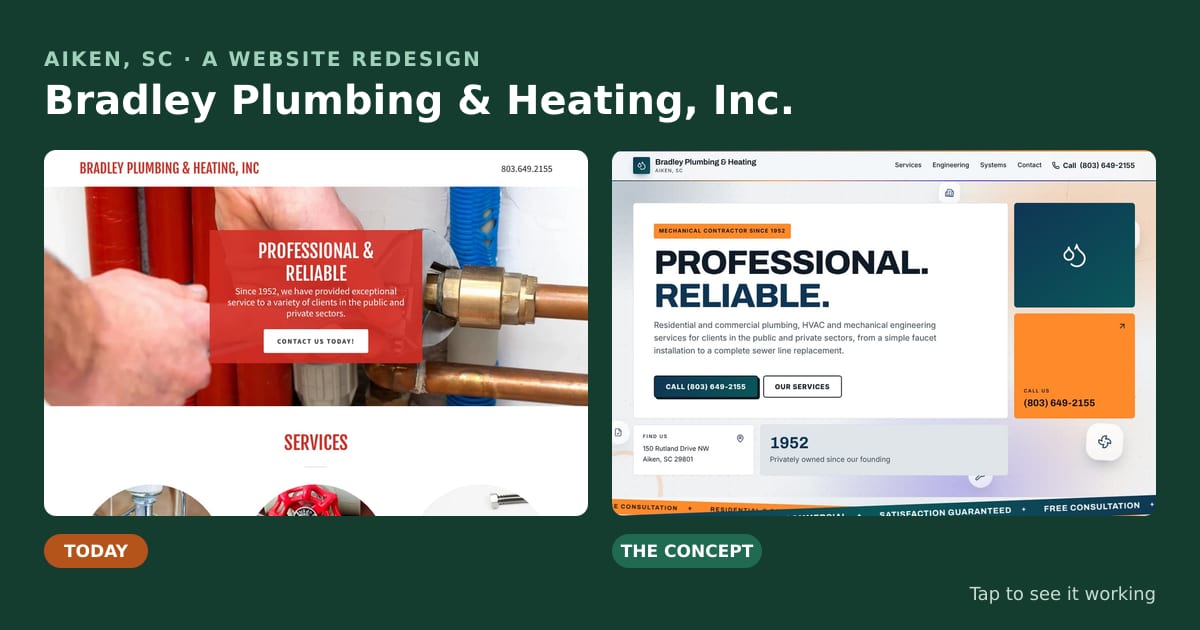 AIKEN, SC · A WEBSITE REDESIGN
Bradley Plumbing & Heating, Inc.
BRADLEY PLUMBING & HEATING, INC
803.649.2155
PROFESSIONAL &
RELIABLE
Since 1952, we have provided exceptional
service to a variety of clients in the public and
private sectors.
CONTACT US TODAY!
SERVICES
TODAY
Bradley Plumbing & Heating
AIKEN, SC
Services
Engineering
Systems
Contact
Call (803) 649-2155
MECHANICAL CONTRACTOR SINCE 1952
PROFESSIONAL.
RELIABLE.
Residential and commercial plumbing, HVAC and mechanical engineering
services for clients in the public and private sectors, from a simple faucet
installation to a complete sewer line replacement.
CALL (803) 649-2155
OUR SERVICES
CALL US
(803) 649-2155
FIND US
150 Rutland Drive NW
Aiken, SC 29801
1952
Privately owned since our founding
E CONSULTATION
SATISFACTION GUARANTEED
FREE CONSULTATION
THE CONCEPT
Tap to see it working